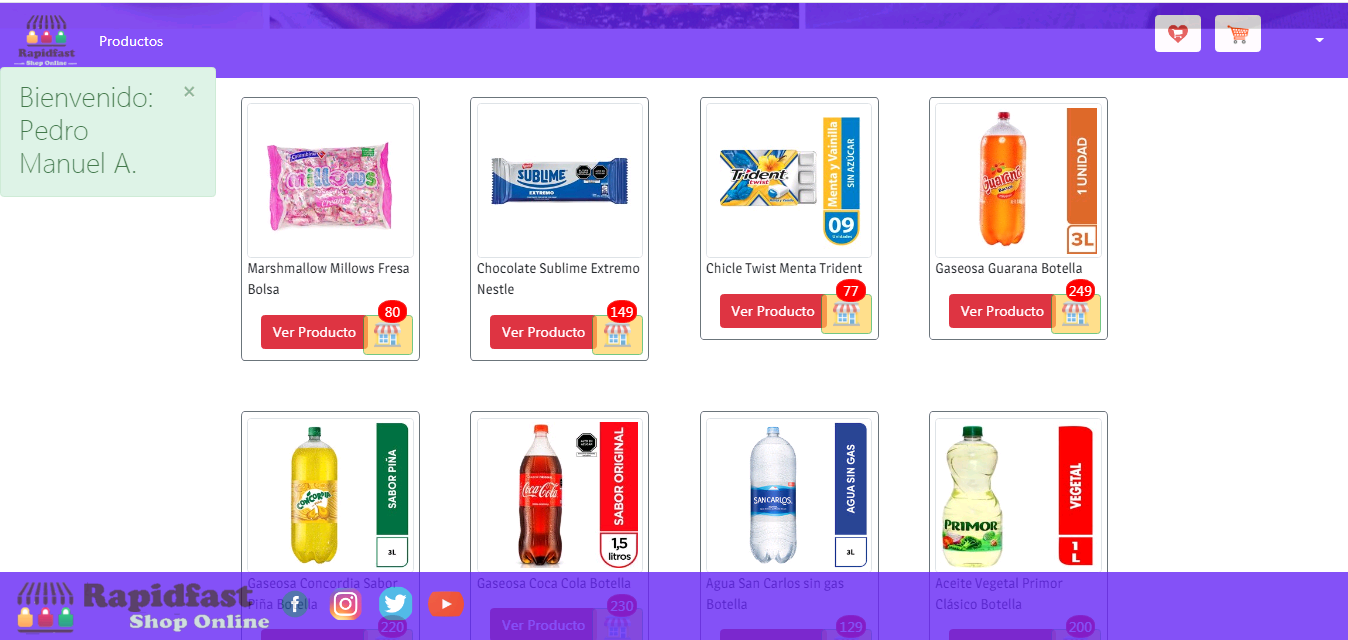 Rapidfast
Shop Online
Productos
Bienvenido:
Pedro
Manuel A.
×
millows
Sabor
Cream
Marshmallow Millows Fresa
Bolsa
Ver Producto
80
Nestlé
SUBLIME
EXTREMO
Chocolate Sublime Extremo
Nestle
Ver Producto
149
Trident
twist
Menta y Vainilla
SIN AZÚCAR
09
Unidades
Chicle Twist Menta Trident
Ver Producto
77
Guaraná
1 UNIDAD
3L
Gaseosa Guarana Botella
Ver Producto
249
CONCORDIA
SABOR PIÑA
3L
Gaseosa Concordia Sabor
Piña Botella
220
Coca-Cola
SABOR ORIGINAL
1,5
litros
Gaseosa Coca Cola Botella
Ver Producto
230
SAN CARLOS
AGUA SIN GAS
3L
Agua San Carlos sin gas
Botella
129
PRIMOR
VEGETAL
1
L
Aceite Vegetal Primor
Clásico Botella
200
Rapidfast
Shop Online